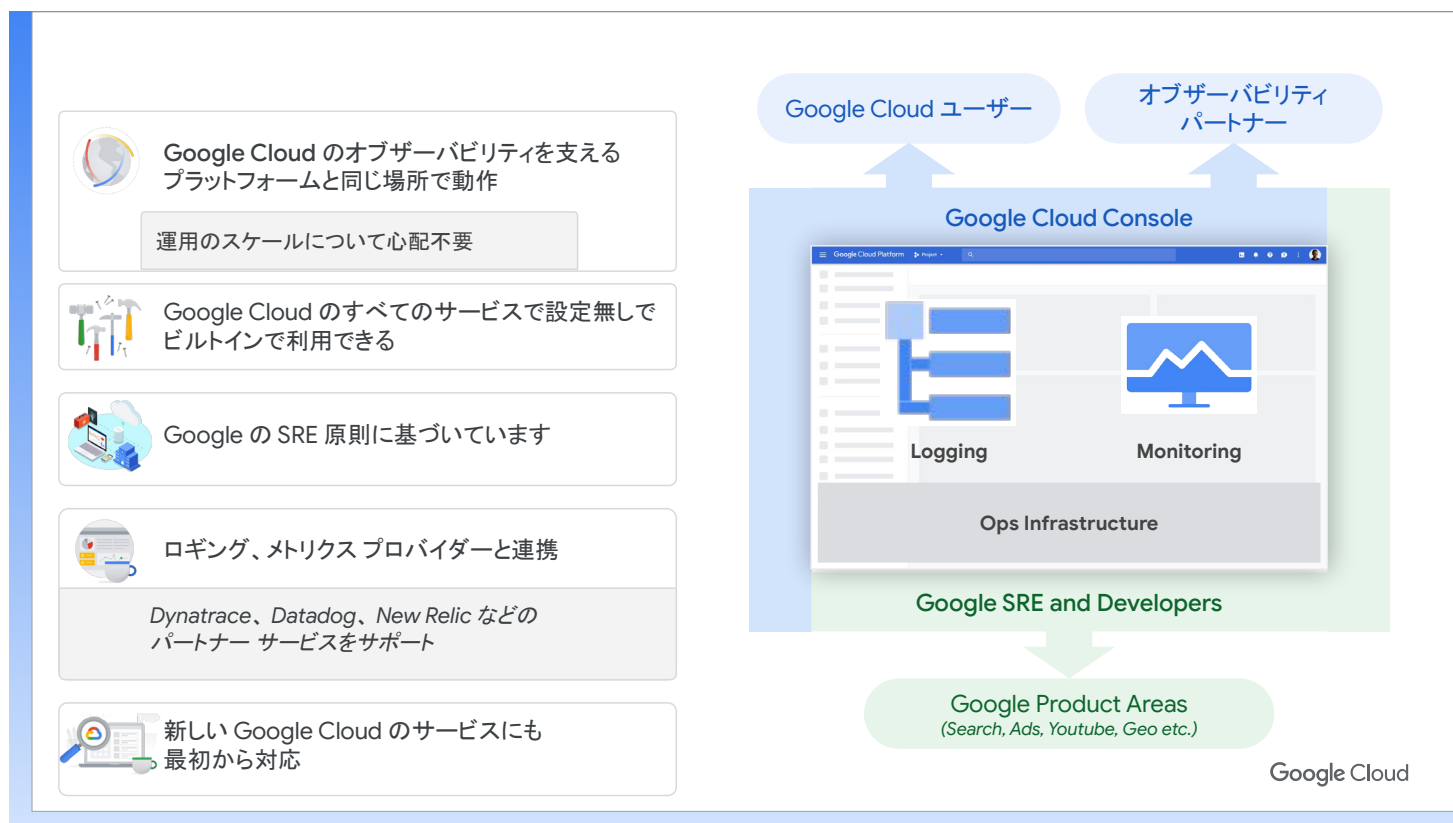 Google Cloud のオブザーバビリティを支える
プラットフォームと同じ場所で動作
運用のスケールについて心配不要
Google Cloud のすべてのサービスで設定無しで
ビルトインで利用できる
Google の SRE 原則に基づいています
ロギング、メトリクス プロバイダーと連携
Dynatrace、Datadog、New Relic などの
パートナー サービスをサポート
新しい Google Cloud のサービスにも
最初から対応
Google Cloud ユーザー
オブザーバビリティ
パートナー
Google Cloud Console
Google Cloud Platform
Project
Logging
Monitoring
Ops Infrastructure
Google SRE and Developers
Google Product Areas
(Search, Ads, Youtube, Geo etc.)
Google Cloud